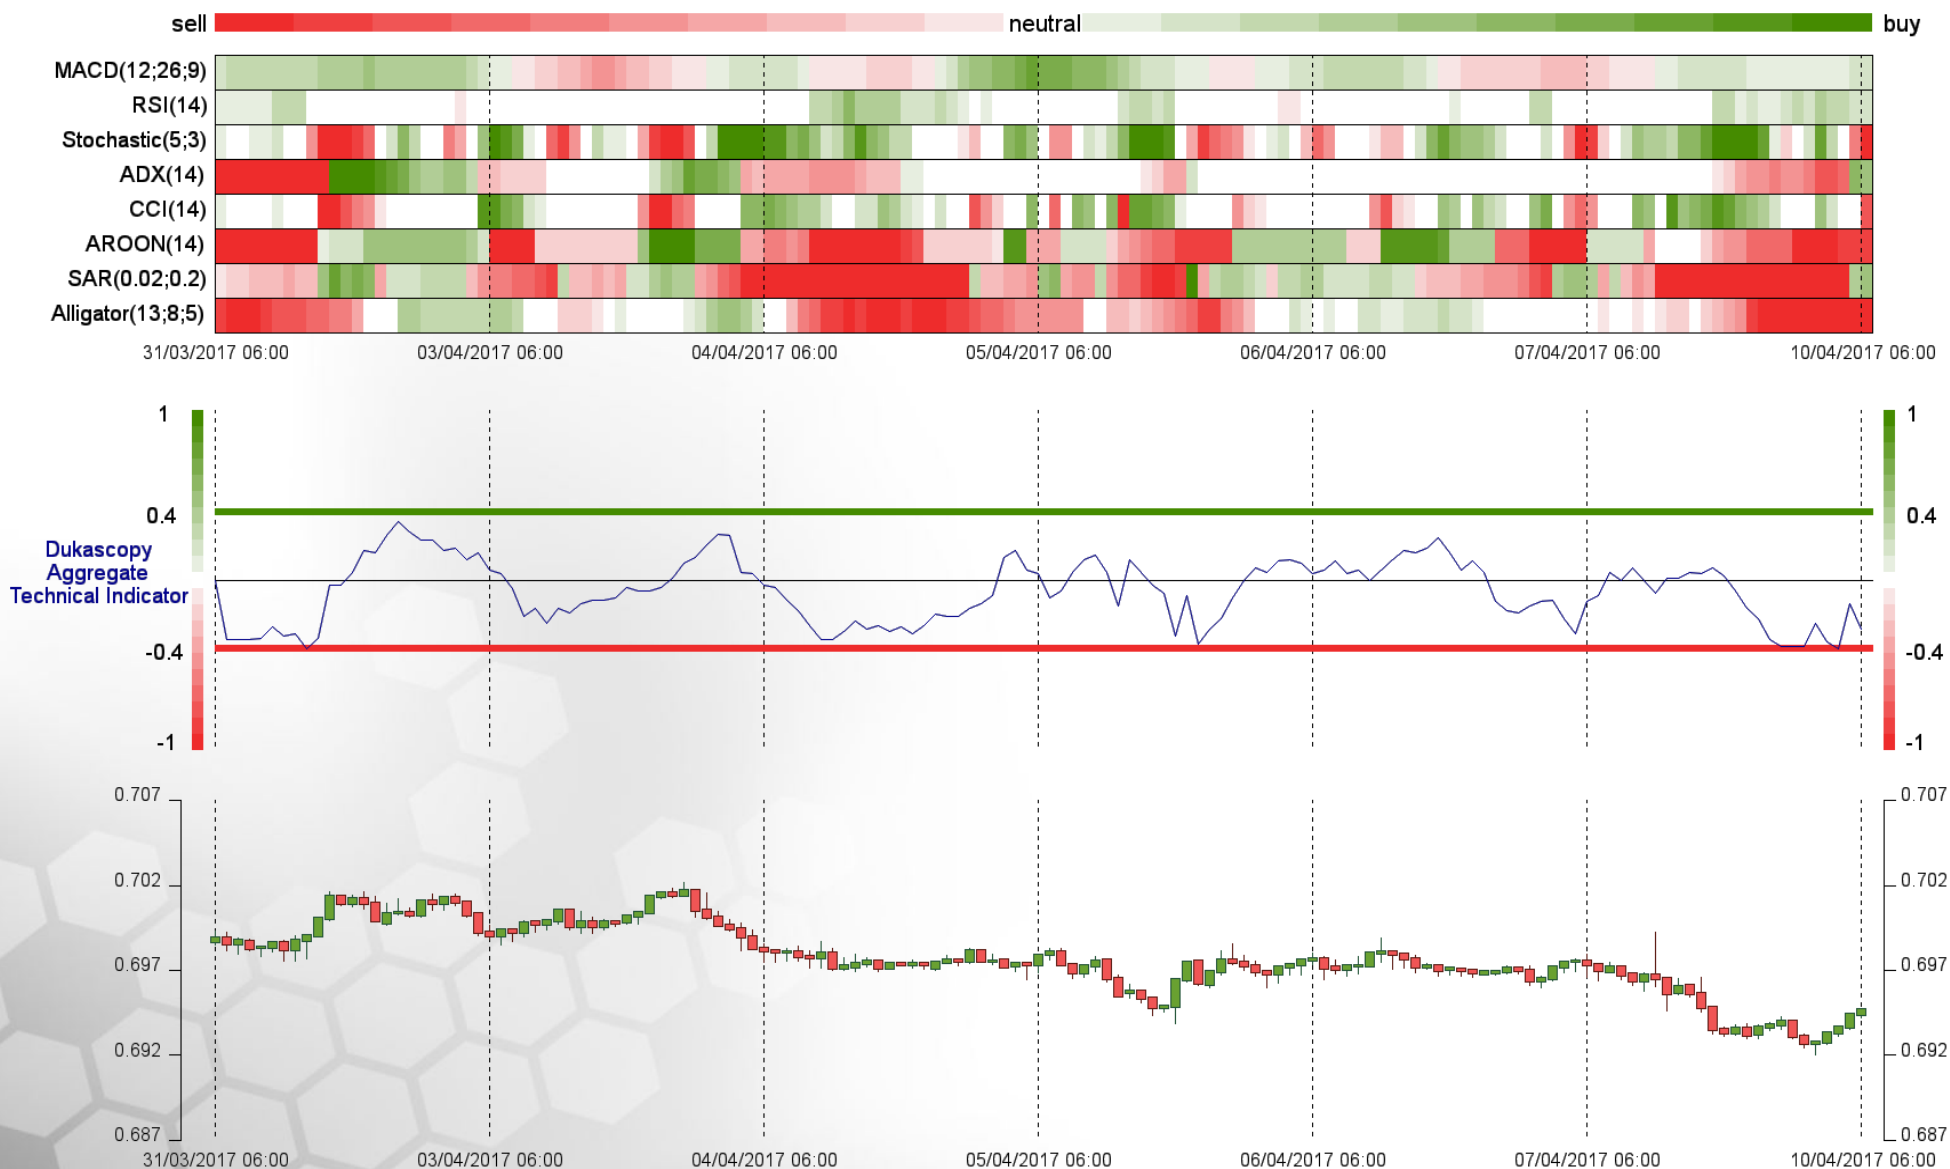 sell neutral buy
MACD(12;26;9)
RSI(14)
Stochastic(5;3)
ADX(14)
CCI(14)
AROON(14)
SAR(0.02;0.2)
Alligator(13;8;5)
31/03/2017 06:00 03/04/2017 06:00 04/04/2017 06:00 05/04/2017 06:00 06/04/2017 06:00 07/04/2017 06:00 10/04/2017 06:00
1 1
0.4 0.4
Dukascopy
Aggregate
Technical Indicator
-0.4 -0.4
-1 -1
0.707 0.707
0.702 0.702
0.697 0.697
0.692 0.692
0.687 0.687
31/03/2017 06:00 03/04/2017 06:00 04/04/2017 06:00 05/04/2017 06:00 06/04/2017 06:00 07/04/2017 06:00 10/04/2017 06:00